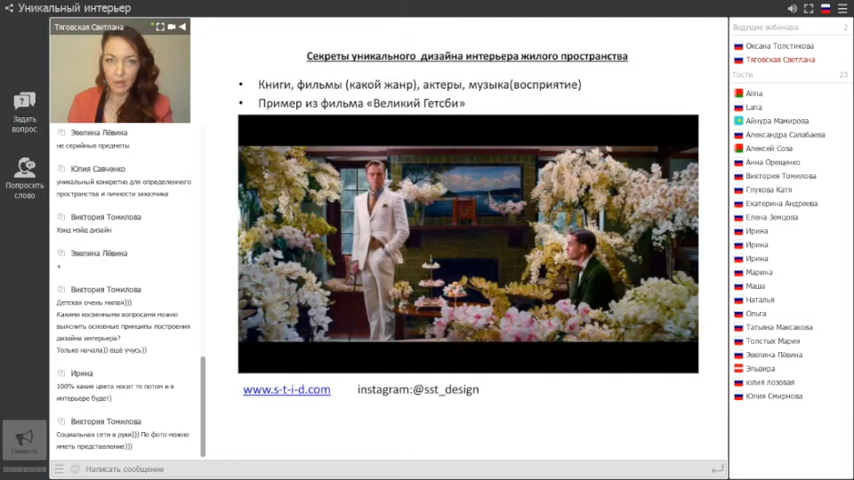 Уникальный интерьер
Тяговская Светлана
Задать
вопрос
Попросить
слово
Говорить
Эвелина Лёвина
не серийные предметы
Юлия Савченко
уникальный конкретно для определенного
пространства и личности заказчика
Виктория Томилова
Хэнд мэйд дизайн
Эвелина Лёвина
+
Виктория Томилова
Детская очень милая)))
Какими косвенными вопросами можно
выяснить основные принципы построения
дизайна интерьера?
Только начала)) ещё учусь))
Ирина
100% какие цвета носит то потом и в
интерьере будет)
Виктория Томилова
Социальная сети в руки))) По фото можно
иметь представление)))
Написать сообщение
Секреты уникального дизайна интерьера жилого пространства
• Книги, фильмы (какой жанр), актеры, музыка(восприятие)
• Пример из фильма «Великий Гетсби»
www.s-t-i-d.com instagram:@sst_design
Ведущие вебинара 2
Оксана Толстикова
Тяговская Светлана
Гости 23
Alina
Lana
Айнура Мамирова
Александра Салабаева
Алексей Соза
Анна Орещенко
Виктория Томилова
Глухова Катя
Екатерина Андреева
Елена Земцова
Ирина
Ирина
Ирина
Марина
Маша
Наталья
Ольга
Татьяна Максакова
Толстых Мария
Эвелина Лёвина
Эльвира
юлия лозовая
Юлия Смирнова